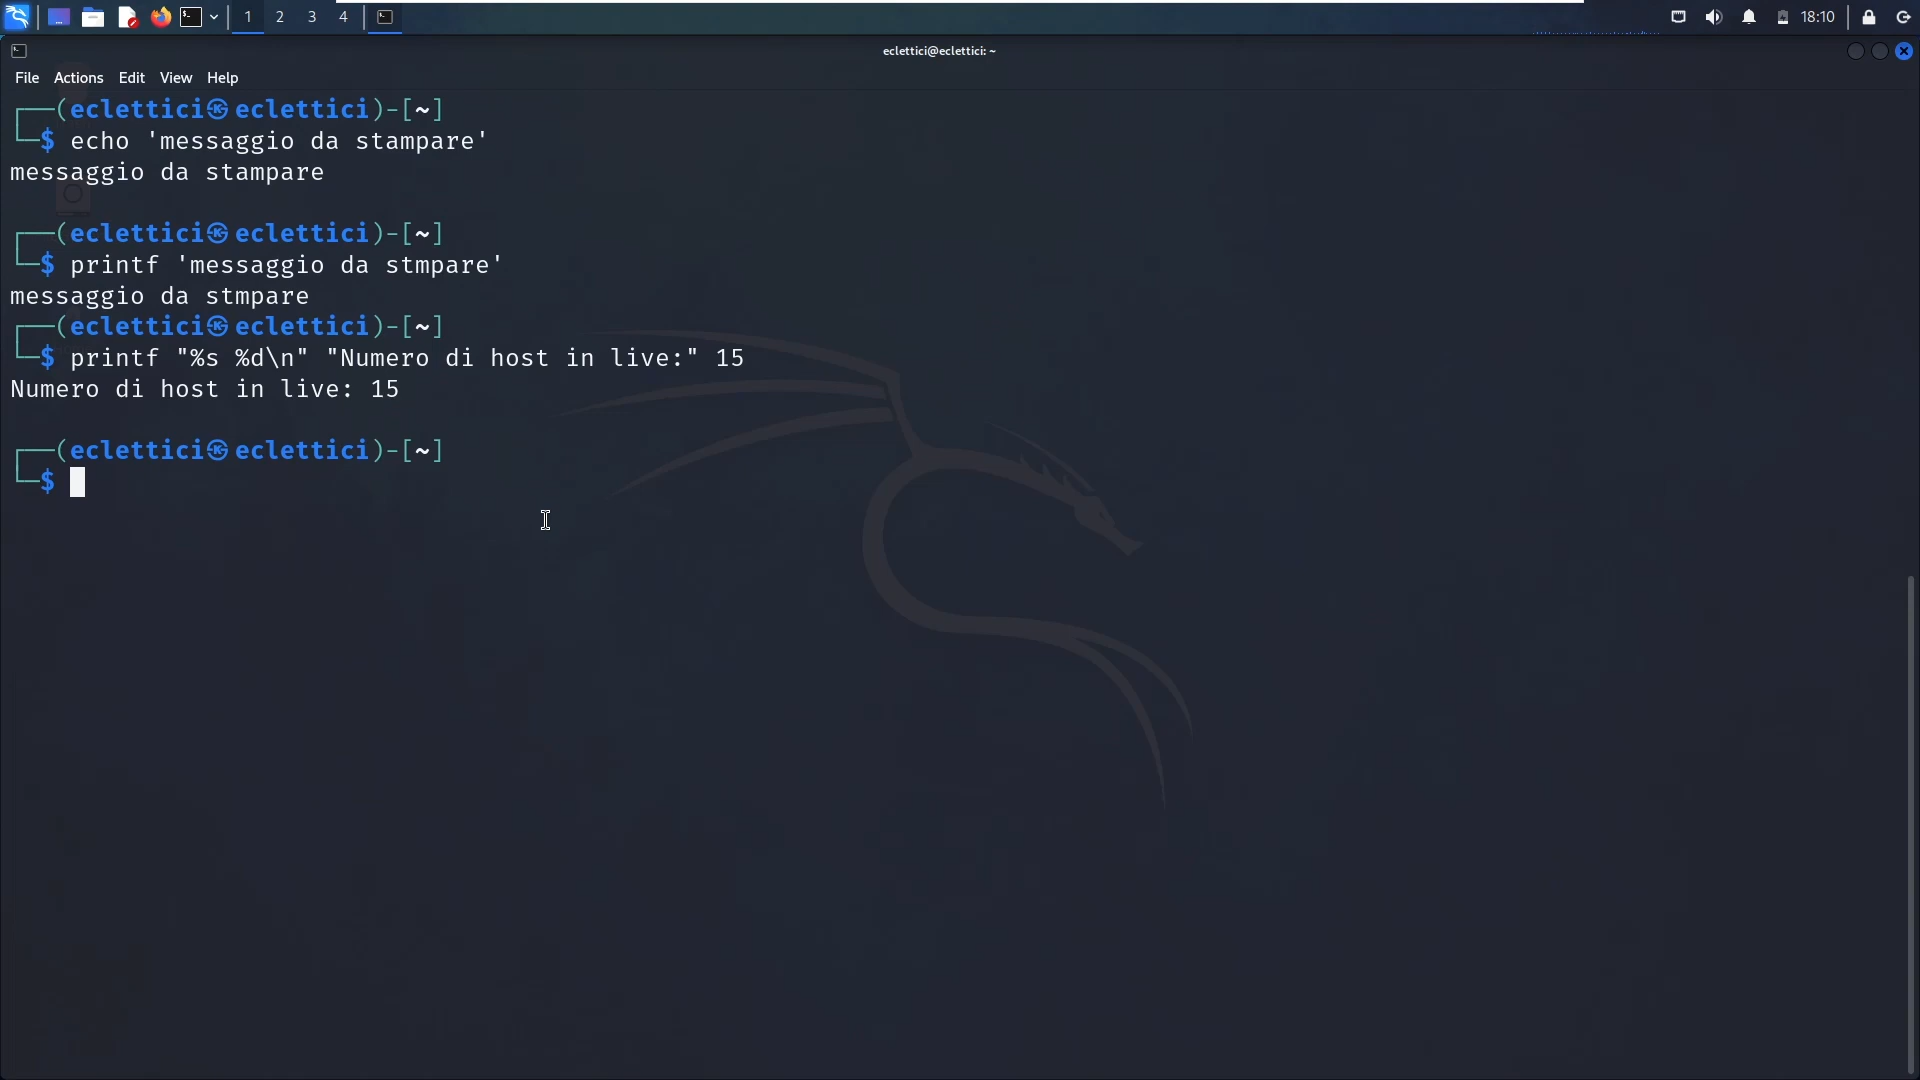 1 2 3 4 18:10
eclettici@eclettici: ~
File Actions Edit View Help
┌──(eclettici㉿eclettici)-[~]
└─$ echo 'messaggio da stampare'
messaggio da stampare
┌──(eclettici㉿eclettici)-[~]
└─$ printf 'messaggio da stmpare'
messaggio da stmpare
┌──(eclettici㉿eclettici)-[~]
└─$ printf "%s %d\n" "Numero di host in live:" 15
Numero di host in live: 15
┌──(eclettici㉿eclettici)-[~]
└─$